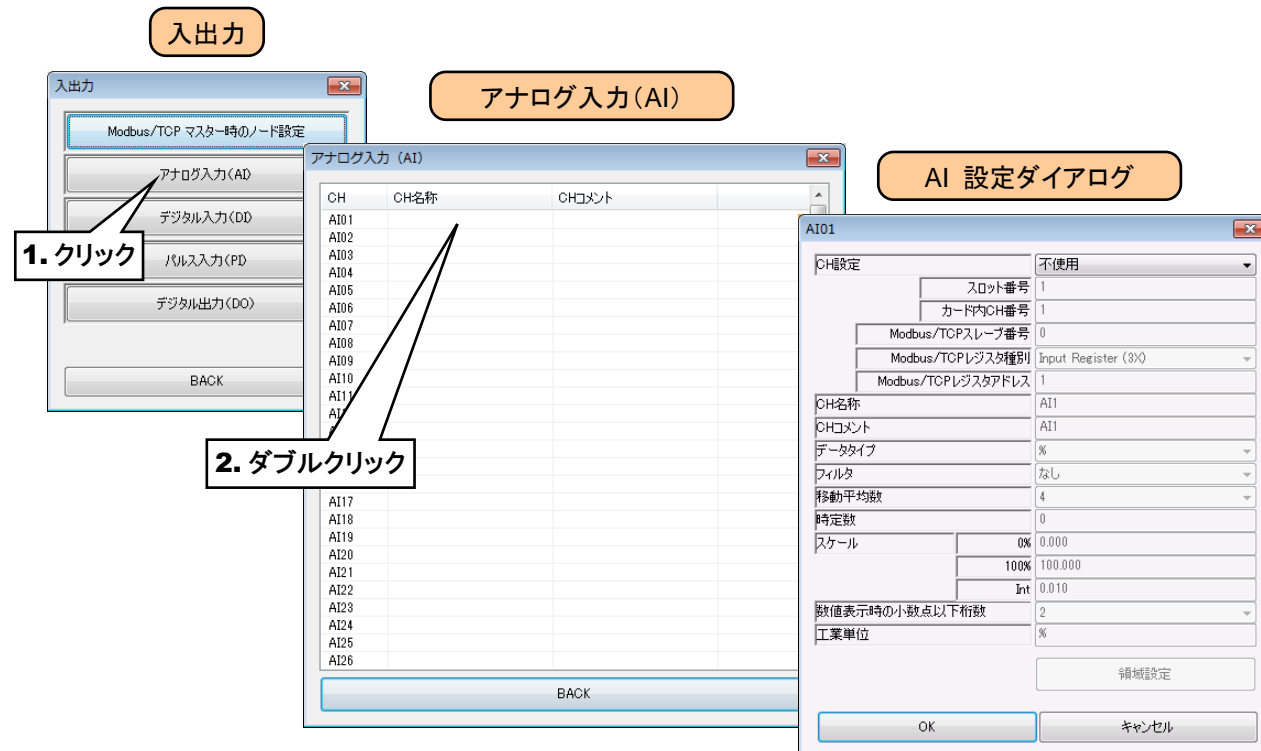 入出力
入出力
Modbus/TCP マスター時のノード設定
アナログ入力(AI)
デジタル入力(DI)
パルス入力(PI)
デジタル出力(DO)
BACK
1. クリック
アナログ入力(AI)
アナログ入力 (AI)
CH CH名称 CHコメント
AI01
AI02
AI03
AI04
AI05
AI06
AI07
AI08
AI09
AI10
AI11
AI17
AI18
AI19
AI20
AI21
AI22
AI23
AI24
AI25
AI26
BACK
2. ダブルクリック
AI 設定ダイアログ
AI01
CH設定 不使用
スロット番号 1
カード内CH番号 1
Modbus/TCPスレーブ番号 0
Modbus/TCPレジスタ種別 Input Register (3X)
Modbus/TCPレジスタアドレス 1
CH名称 AI1
CHコメント AI1
データタイプ %
フィルタ なし
移動平均数 4
時定数 0
スケール 0% 0.000
100% 100.000
Int 0.010
数値表示時の小数点以下桁数 2
工業単位 %
領域設定
OK キャンセル